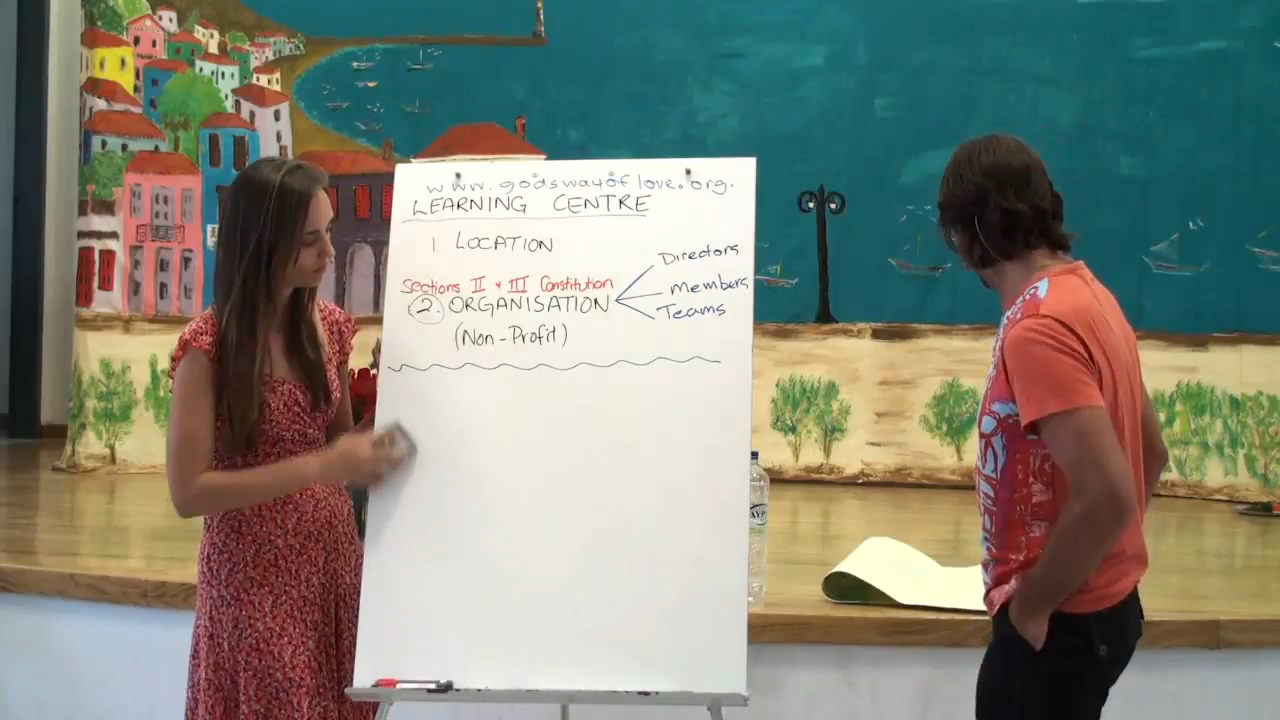 www.godswayoflove.org.
LEARNING CENTRE
1. LOCATION
Sections II + III Constitution
2. ORGANISATION
Directors
Members
Teams
(Non-Profit)